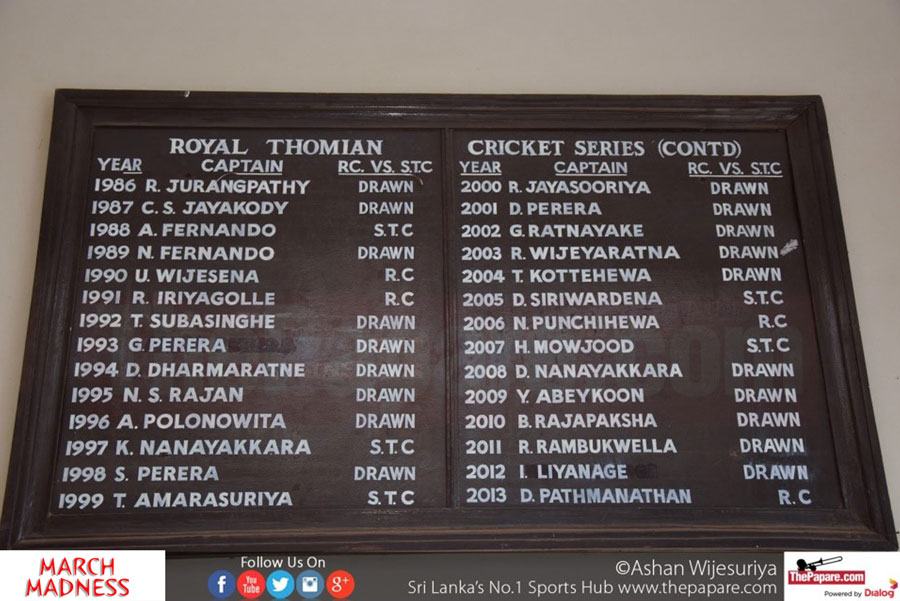 ROYAL THOMIAN
YEAR CAPTAIN RC. VS. S.T.C
1986 R. JURANGPATHY DRAWN
1987 C. S. JAYAKODY DRAWN
1988 A. FERNANDO S.T.C
1989 N. FERNANDO DRAWN
1990 U. WIJESENA R.C
1991 R. IRIYAGOLLE R.C
1992 T. SUBASINGHE DRAWN
1993 G. PERERA DRAWN
1994 D. DHARMARATNE DRAWN
1995 N. S. RAJAN DRAWN
1996 A. POLONOWITA DRAWN
1997 K. NANAYAKKARA S.T.C
1998 S. PERERA DRAWN
1999 T. AMARASURIYA S.T.C
CRICKET SERIES (CONTD)
YEAR CAPTAIN RC. VS. S.T.C
2000 R. JAYASOORIYA DRAWN
2001 D. PERERA DRAWN
2002 G. RATNAYAKE DRAWN
2003 R. WIJEYARATNA DRAWN
2004 T. KOTTEHEWA DRAWN
2005 D. SIRIWARDENA S.T.C
2006 N. PUNCHIHEWA R.C
2007 H. MOWJOOD S.T.C
2008 D. NANAYAKKARA DRAWN
2009 Y. ABEYKOON DRAWN
2010 B. RAJAPAKSHA DRAWN
2011 R. RAMBUKWELLA DRAWN
2012 I. LIYANAGE DRAWN
2013 D. PATHMANATHAN R.C
MARCH
MADNESS
Follow Us On
f You Tube g+
©Ashan Wijesuriya
Sri Lanka's No.1 Sports Hub www.thepapare.com
ThePapare.com
Powered by Dialog